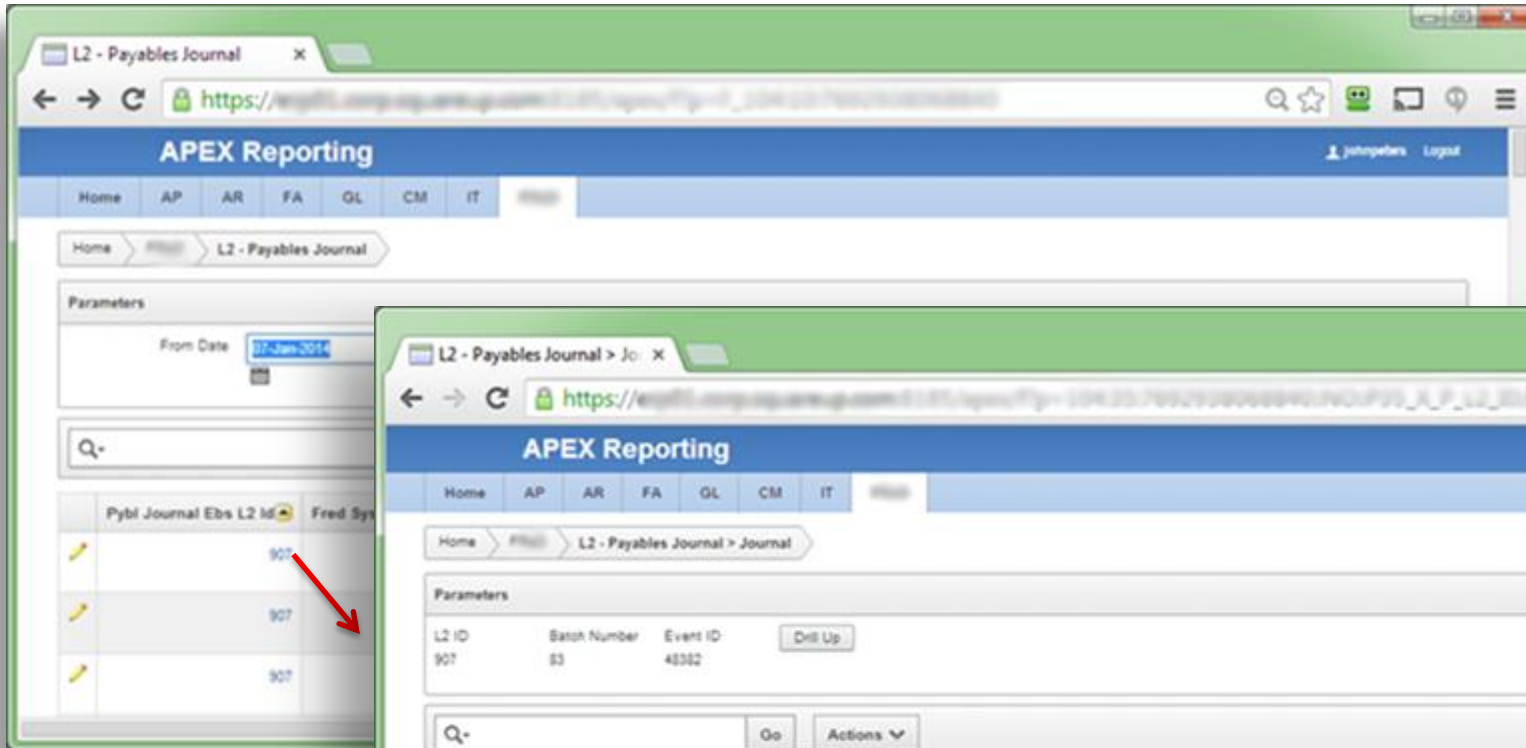 L2 - Payables Journal
https://
APEX Reporting
johnpeters Logout
Home AP AR FA GL CM IT
Home L2 - Payables Journal
Parameters
From Date 07-Jan-2014
Pybl Journal Ebs L2 Id Fred Sys
907
907
907
L2 - Payables Journal > Jo
https://
APEX Reporting
Home AP AR FA GL CM IT
Home L2 - Payables Journal > Journal
Parameters
L2 ID Batch Number Event ID Drill Up
907 83 48382
Go Actions